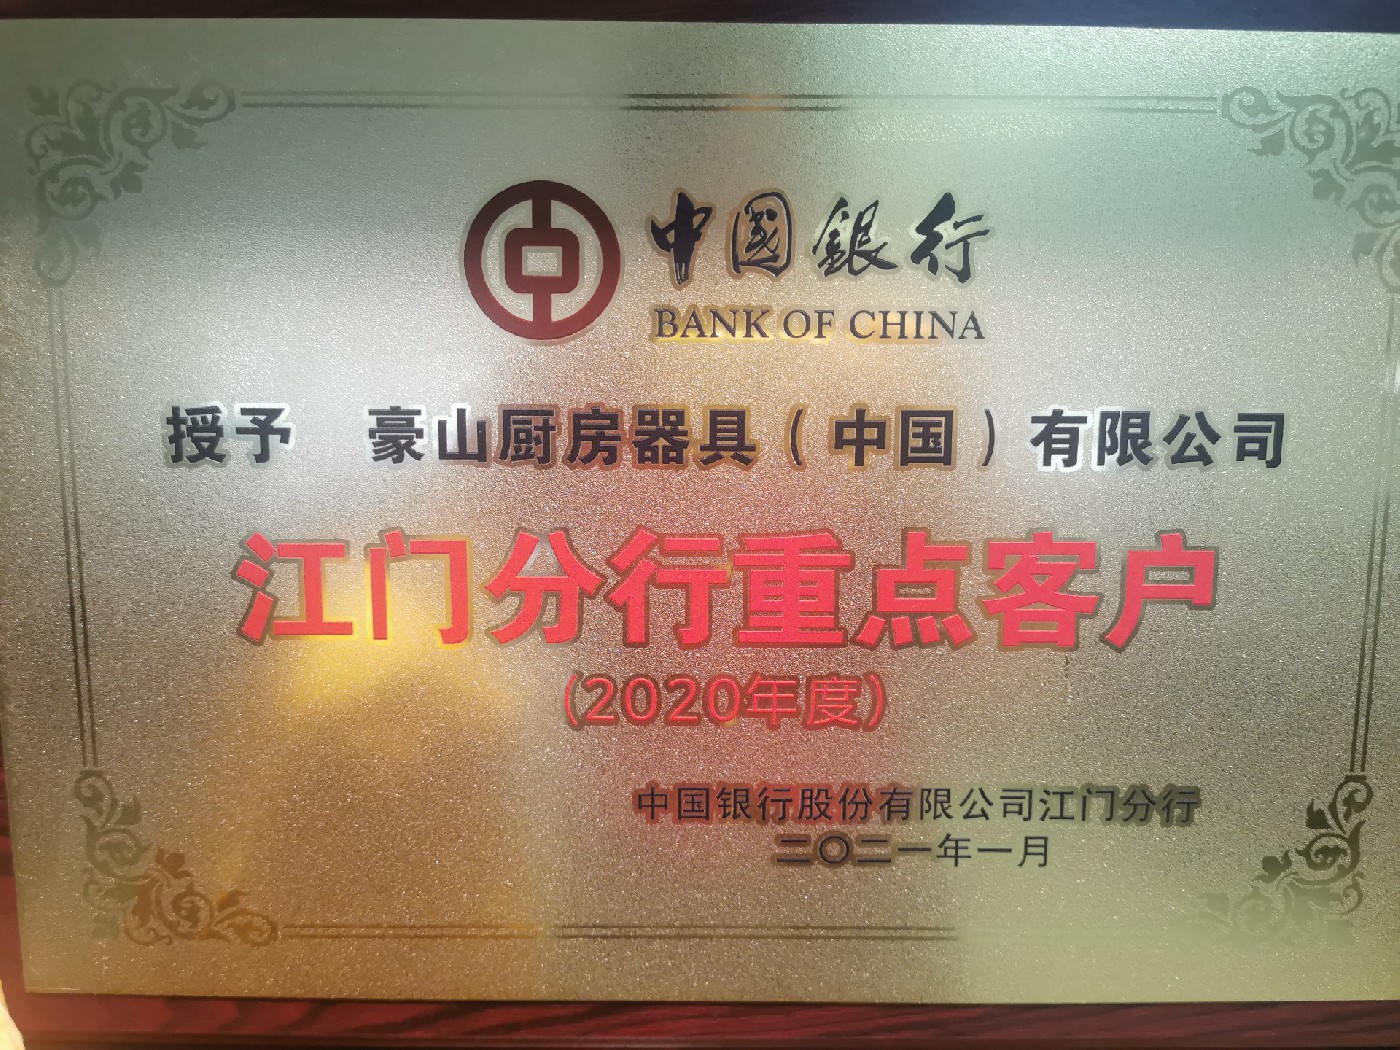 中國銀行
BANK OF CHINA
授予 豪山厨房器具（中国）有限公司
江门分行重点客户
(2020年度)
中国银行股份有限公司江门分行
二〇二一年一月